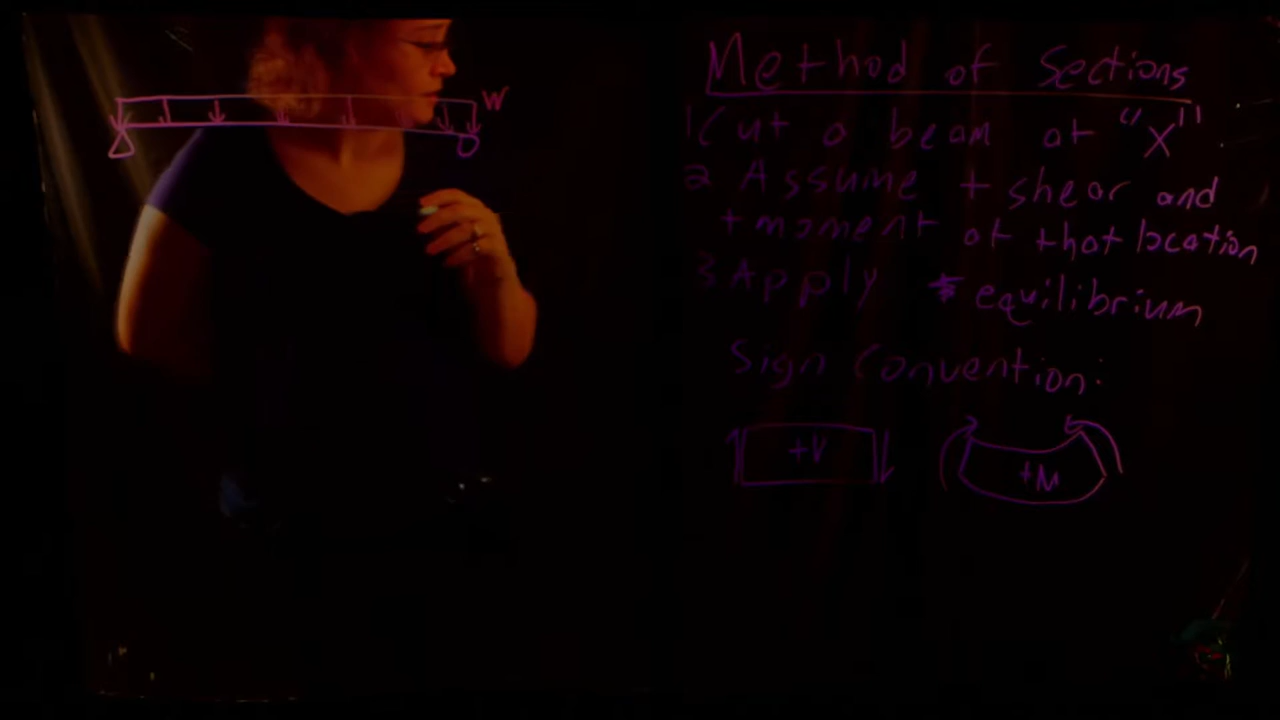 W
Method of Sections
1 Cut a beam at "X"
2 Assume + shear and
+ moment at that location
3 Apply equilibrium
Sign Convention:
+V
+M